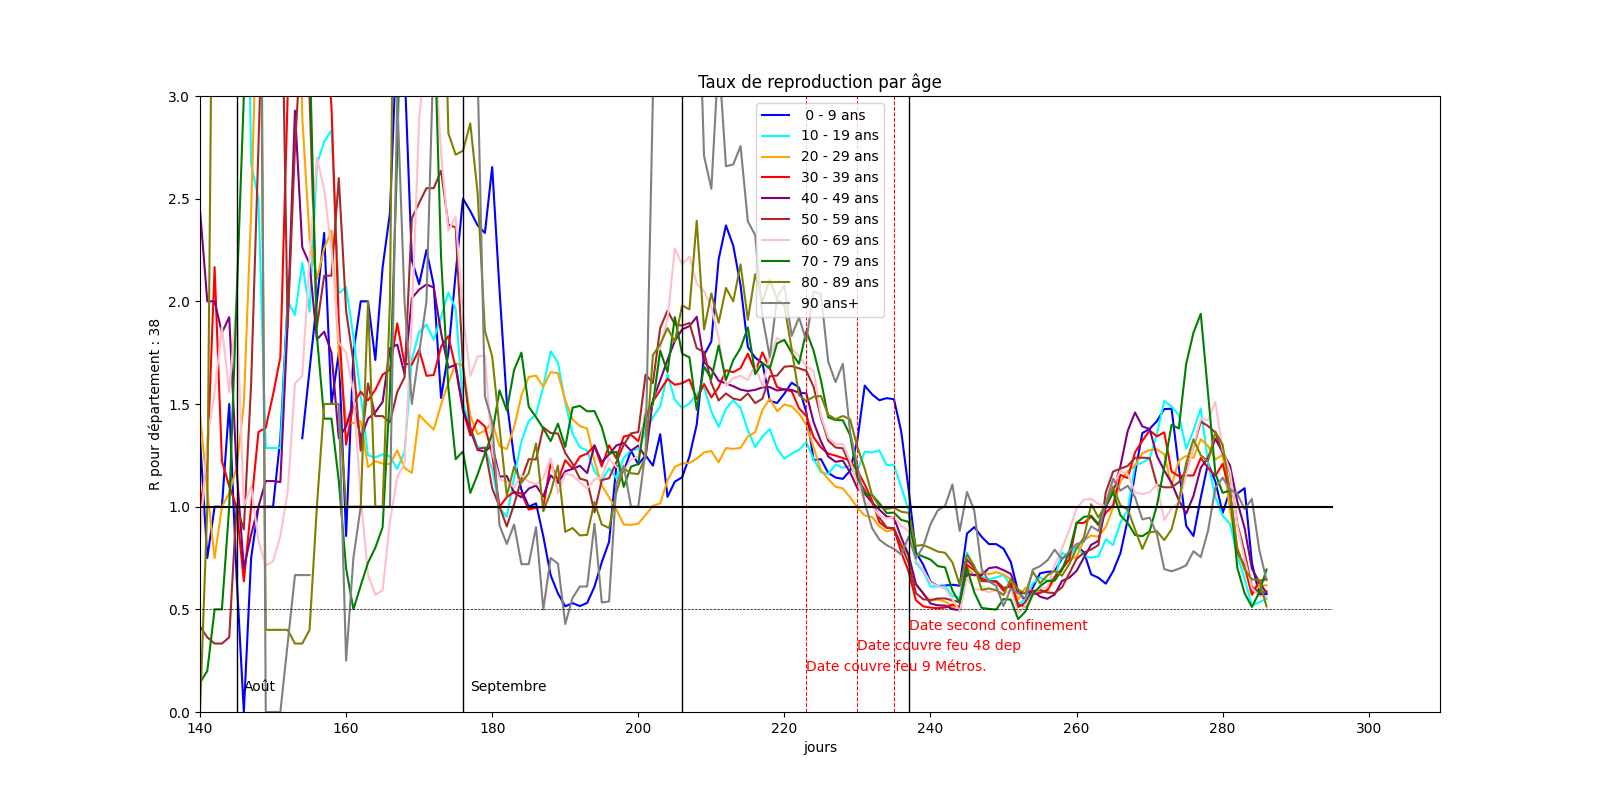 Taux de reproduction par âge
R pour département : 38
3.0
2.5
2.0
1.5
1.0
0.5
0.0
0 - 9 ans
10 - 19 ans
20 - 29 ans
30 - 39 ans
40 - 49 ans
50 - 59 ans
60 - 69 ans
70 - 79 ans
80 - 89 ans
90 ans+
Date second confinement
Date couvre feu 48 dep
Date couvre feu 9 Métros.
Août
Septembre
140 160 180 200 220 240 260 280 300
jours